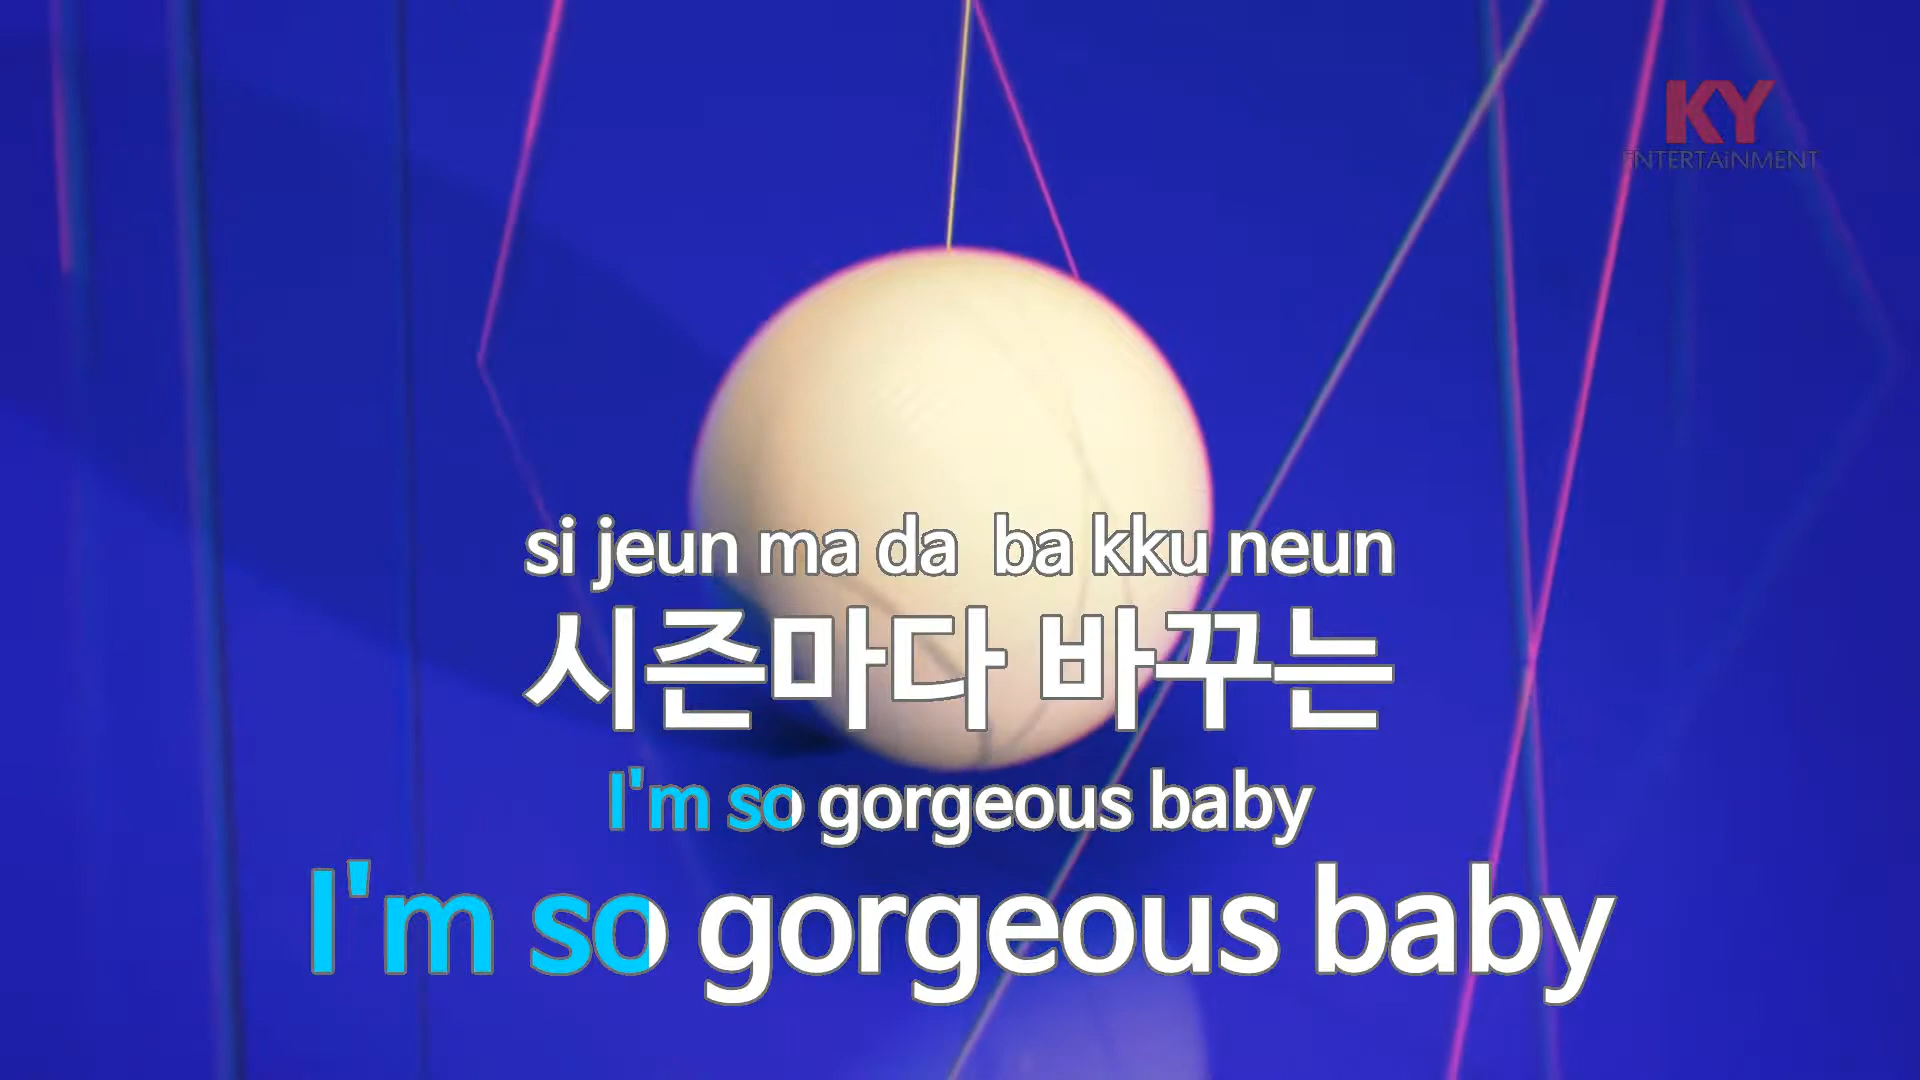 KY
ENTERTAiNMENT
si jeun ma da ba kku neun
시즌마다 바꾸는
I'm so gorgeous baby
I'm so gorgeous baby